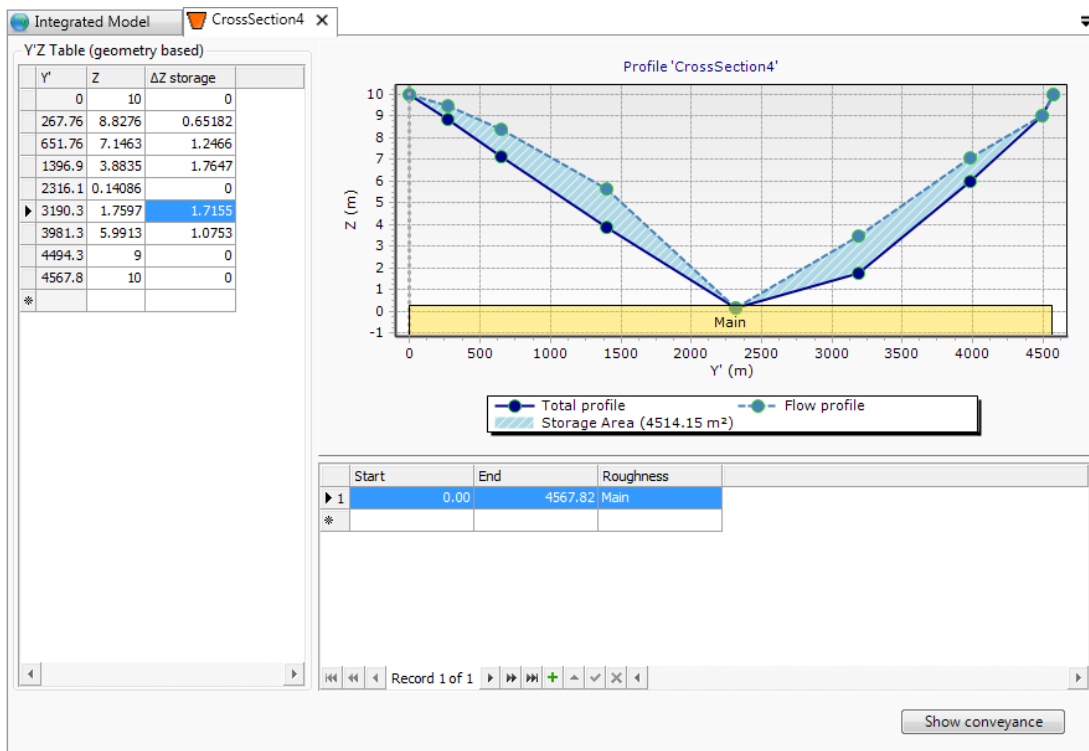 Integrated Model
CrossSection4
Y'Z Table (geometry based)
Y' Z ΔZ storage
0 10 0
267.76 8.8276 0.65182
651.76 7.1463 1.2466
1396.9 3.8835 1.7647
2316.1 0.14086 0
3190.3 1.7597 1.7155
3981.3 5.9913 1.0753
4494.3 9 0
4567.8 10 0
Profile 'CrossSection4'
Z (m)
10
9
8
7
6
5
4
3
2
1
0
-1
Main
0 500 1000 1500 2000 2500 3000 3500 4000 4500
Y' (m)
Total profile Flow profile
Storage Area (4514.15 m²)
Start End Roughness
1 0.00 4567.82 Main
Record 1 of 1
Show conveyance